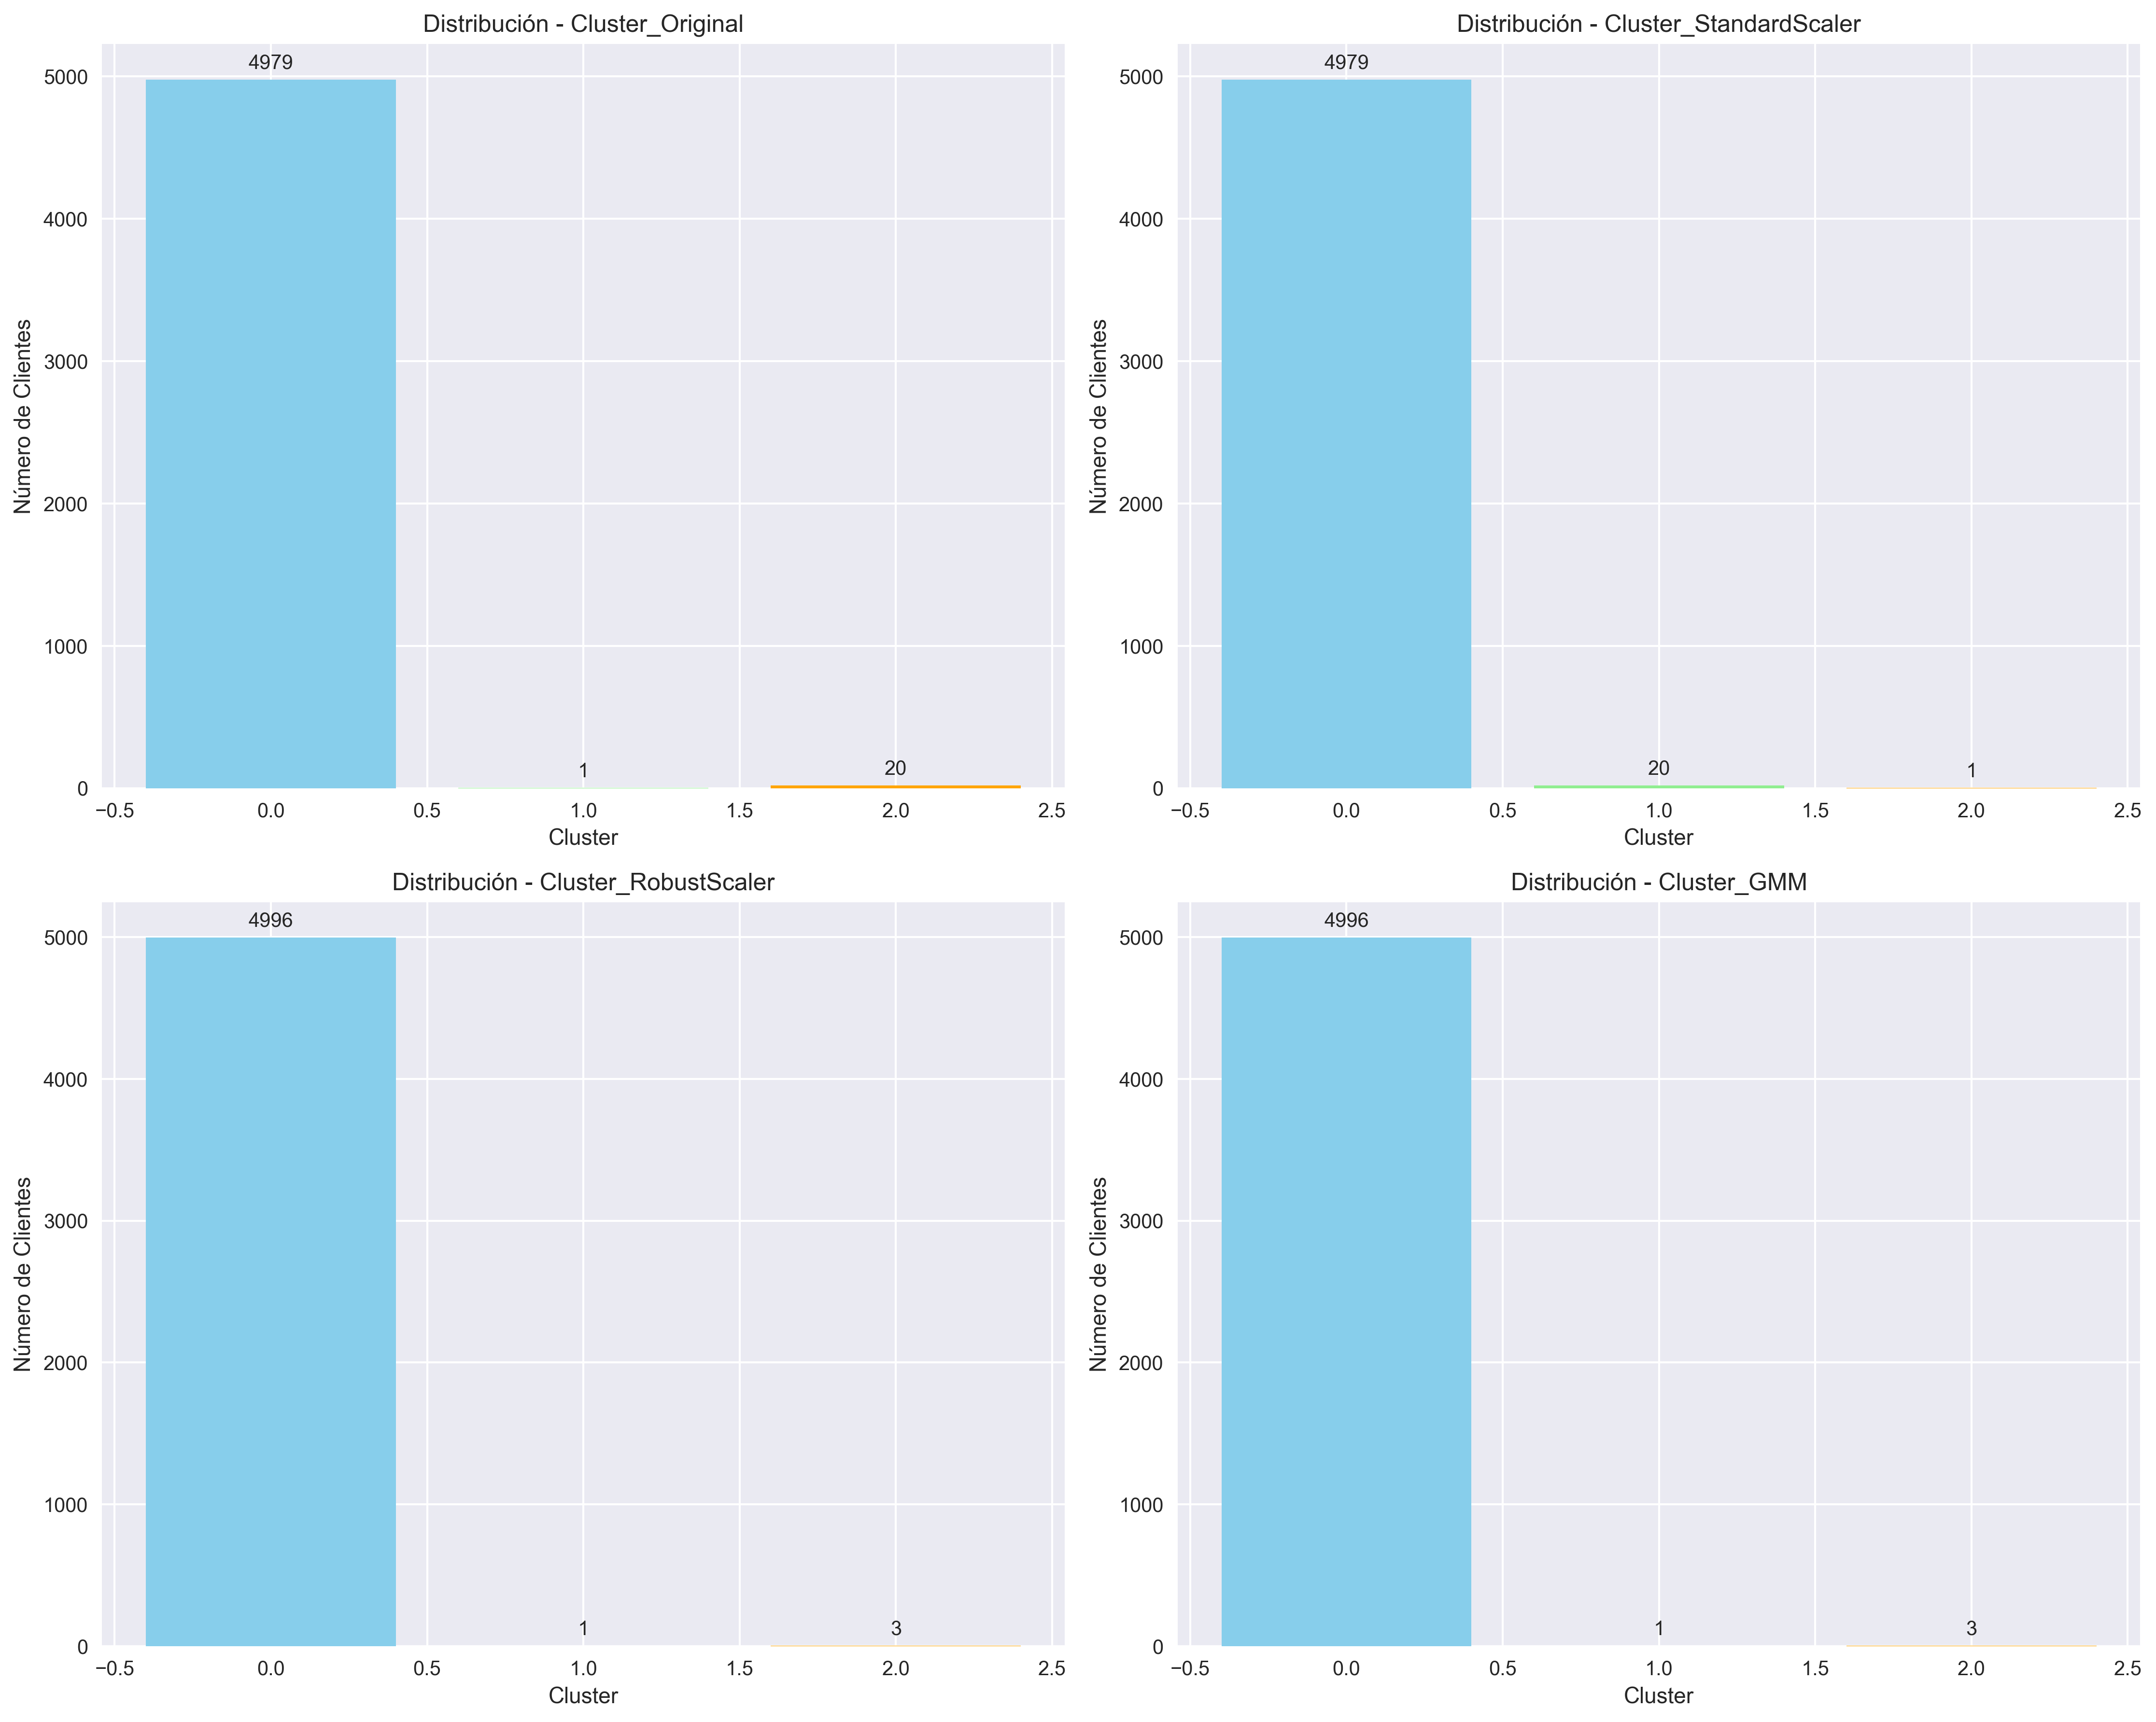 Distribución - Cluster_Original
4979
1
20
5000
4000
3000
2000
1000
0
Número de Clientes
−0.5 0.0 0.5 1.0 1.5 2.0 2.5
Cluster
Distribución - Cluster_StandardScaler
4979
20
1
5000
4000
3000
2000
1000
0
Número de Clientes
−0.5 0.0 0.5 1.0 1.5 2.0 2.5
Cluster
Distribución - Cluster_RobustScaler
4996
1
3
5000
4000
3000
2000
1000
0
Número de Clientes
−0.5 0.0 0.5 1.0 1.5 2.0 2.5
Cluster
Distribución - Cluster_GMM
4996
1
3
5000
4000
3000
2000
1000
0
Número de Clientes
−0.5 0.0 0.5 1.0 1.5 2.0 2.5
Cluster